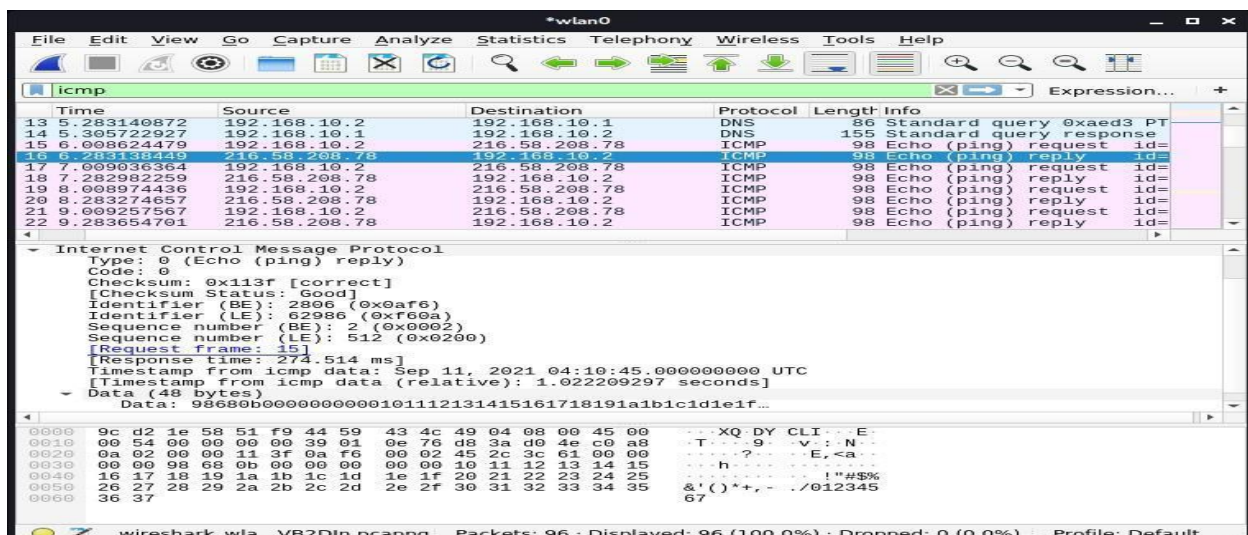 *wlan0
File Edit View Go Capture Analyze Statistics Telephony Wireless Tools Help
icmp Expression... +
Time Source Destination Protocol Length Info
13 5.283140872 192.168.10.2 192.168.10.1 DNS 86 Standard query 0xaed3 PT
14 5.305722927 192.168.10.1 192.168.10.2 DNS 155 Standard query response
15 6.008624479 192.168.10.2 216.58.208.78 ICMP 98 Echo (ping) request id=
16 6.283138449 216.58.208.78 192.168.10.2 ICMP 98 Echo (ping) reply id=
17 7.009036364 192.168.10.2 216.58.208.78 ICMP 98 Echo (ping) request id=
18 7.282982259 216.58.208.78 192.168.10.2 ICMP 98 Echo (ping) reply id=
19 8.008974436 192.168.10.2 216.58.208.78 ICMP 98 Echo (ping) request id=
20 8.283274657 216.58.208.78 192.168.10.2 ICMP 98 Echo (ping) reply id=
21 9.009257567 192.168.10.2 216.58.208.78 ICMP 98 Echo (ping) request id=
22 9.283654701 216.58.208.78 192.168.10.2 ICMP 98 Echo (ping) reply id=
Internet Control Message Protocol
Type: 0 (Echo (ping) reply)
Code: 0
Checksum: 0x113f [correct]
[Checksum Status: Good]
Identifier (BE): 2806 (0x0af6)
Identifier (LE): 62986 (0xf60a)
Sequence number (BE): 2 (0x0002)
Sequence number (LE): 512 (0x0200)
[Request frame: 15]
[Response time: 274.514 ms]
Timestamp from icmp data: Sep 11, 2021 04:10:45.000000000 UTC
[Timestamp from icmp data (relative): 1.022209297 seconds]
Data (48 bytes)
Data: 98680b0000000000101112131415161718191a1b1c1d1e1f…
0000 9c d2 1e 58 51 f9 44 59 43 4c 49 04 08 00 45 00 ···XQ·DY CLI···E·
0010 00 54 00 00 00 00 39 01 0e 76 d8 3a d0 4e c0 a8 ·T····9· ·v·:·N··
0020 0a 02 00 00 11 3f 0a f6 00 02 45 2c 3c 61 00 00 ·····?·· ··E,<a··
0030 00 00 98 68 0b 00 00 00 00 00 10 11 12 13 14 15 ···h···· ········
0040 16 17 18 19 1a 1b 1c 1d 1e 1f 20 21 22 23 24 25 ········ ·· !"#$%
0050 26 27 28 29 2a 2b 2c 2d 2e 2f 30 31 32 33 34 35 &'()*+,- ./012345
0060 36 37 67
Packets: 96 · Displayed: 96 (100.0%) · Dropped: 0 (0.0%) Profile: Default